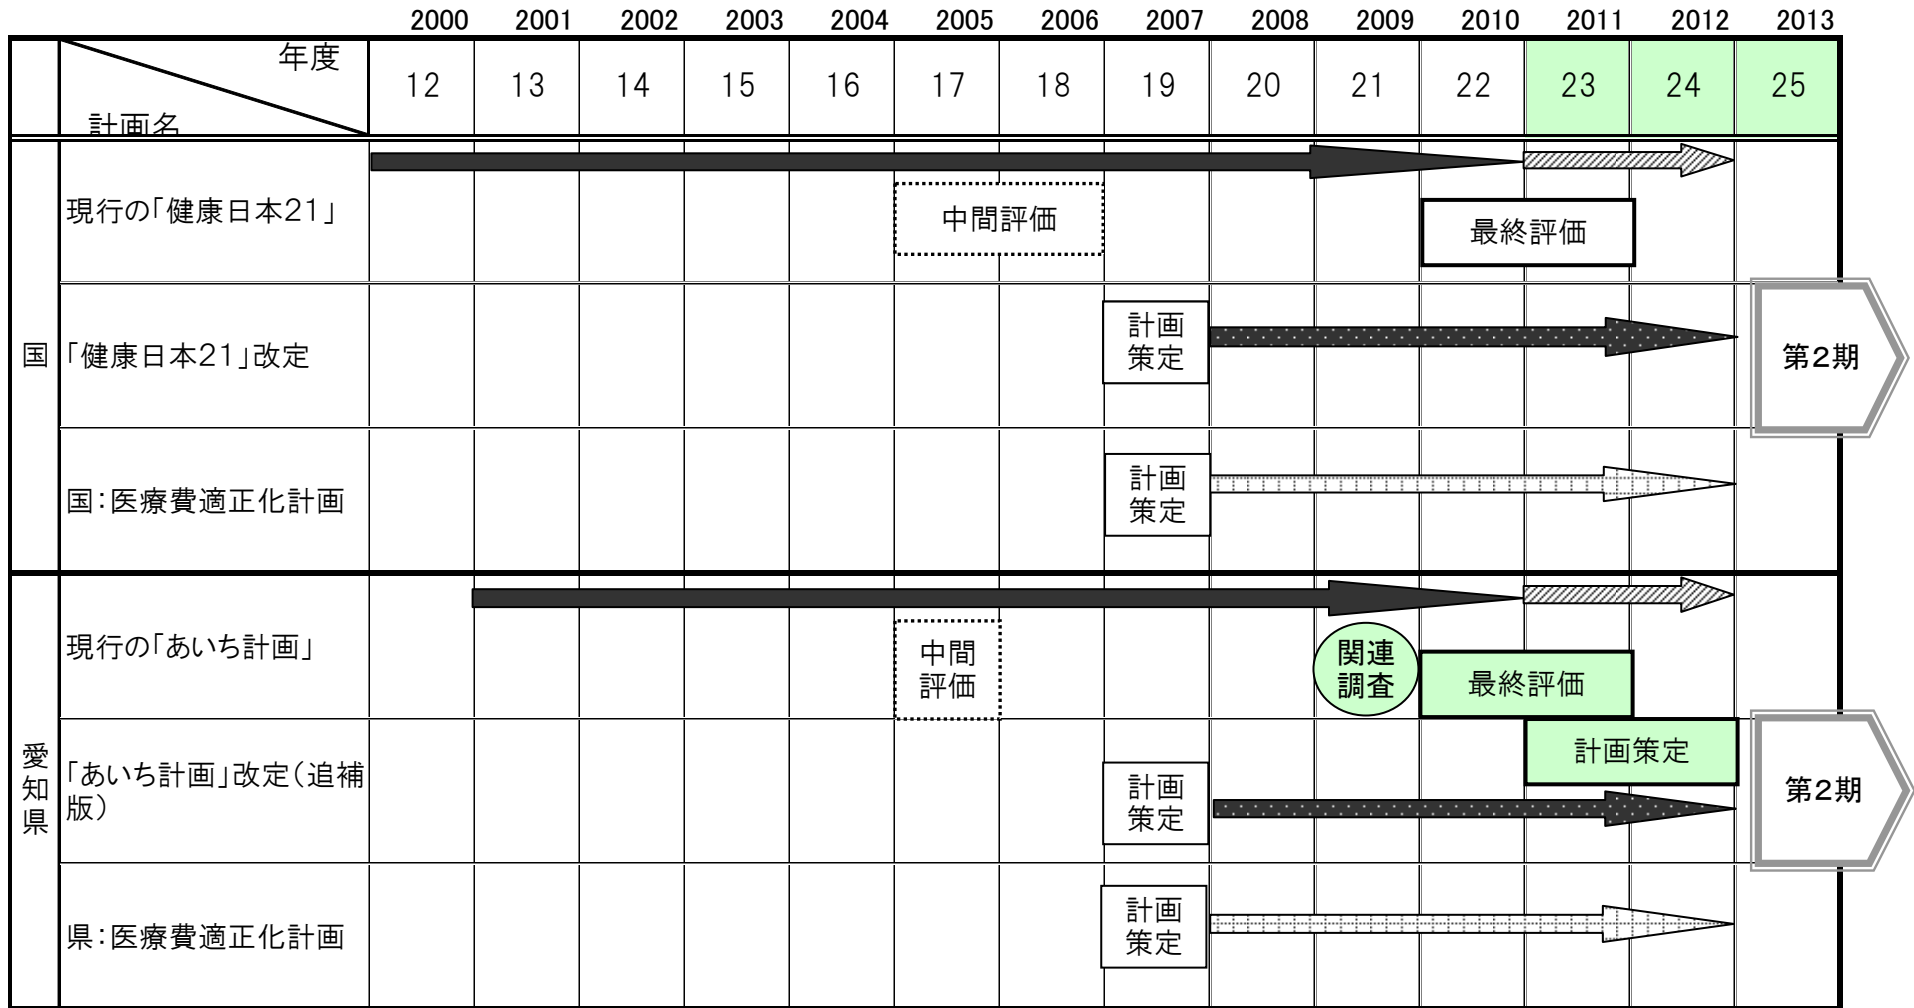 2000 2001 2002 2003 2004 2005 2006 2007 2008 2009 2010 2011 2012 2013
年度
計画名
12 13 14 15 16 17 18 19 20 21 22 23 24 25
国
現行の「健康日本21」
中間評価
最終評価
「健康日本21」改定
計画
策定
第2期
国:医療費適正化計画
計画
策定
愛知県
現行の「あいち計画」
中間
評価
関連
調査
最終評価
「あいち計画」改定(追補
版)
計画
策定
計画策定
第2期
県:医療費適正化計画
計画
策定